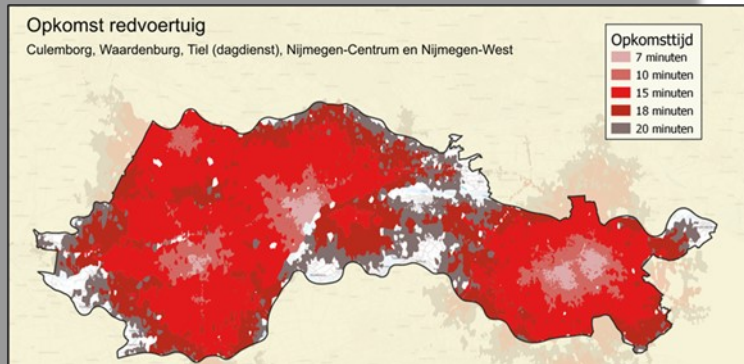 Opkomst redvoertuig
Culemborg, Waardenburg, Tiel (dagdienst), Nijmegen-Centrum en Nijmegen-West
Opkomsttijd
7 minuten
10 minuten
15 minuten
18 minuten
20 minuten